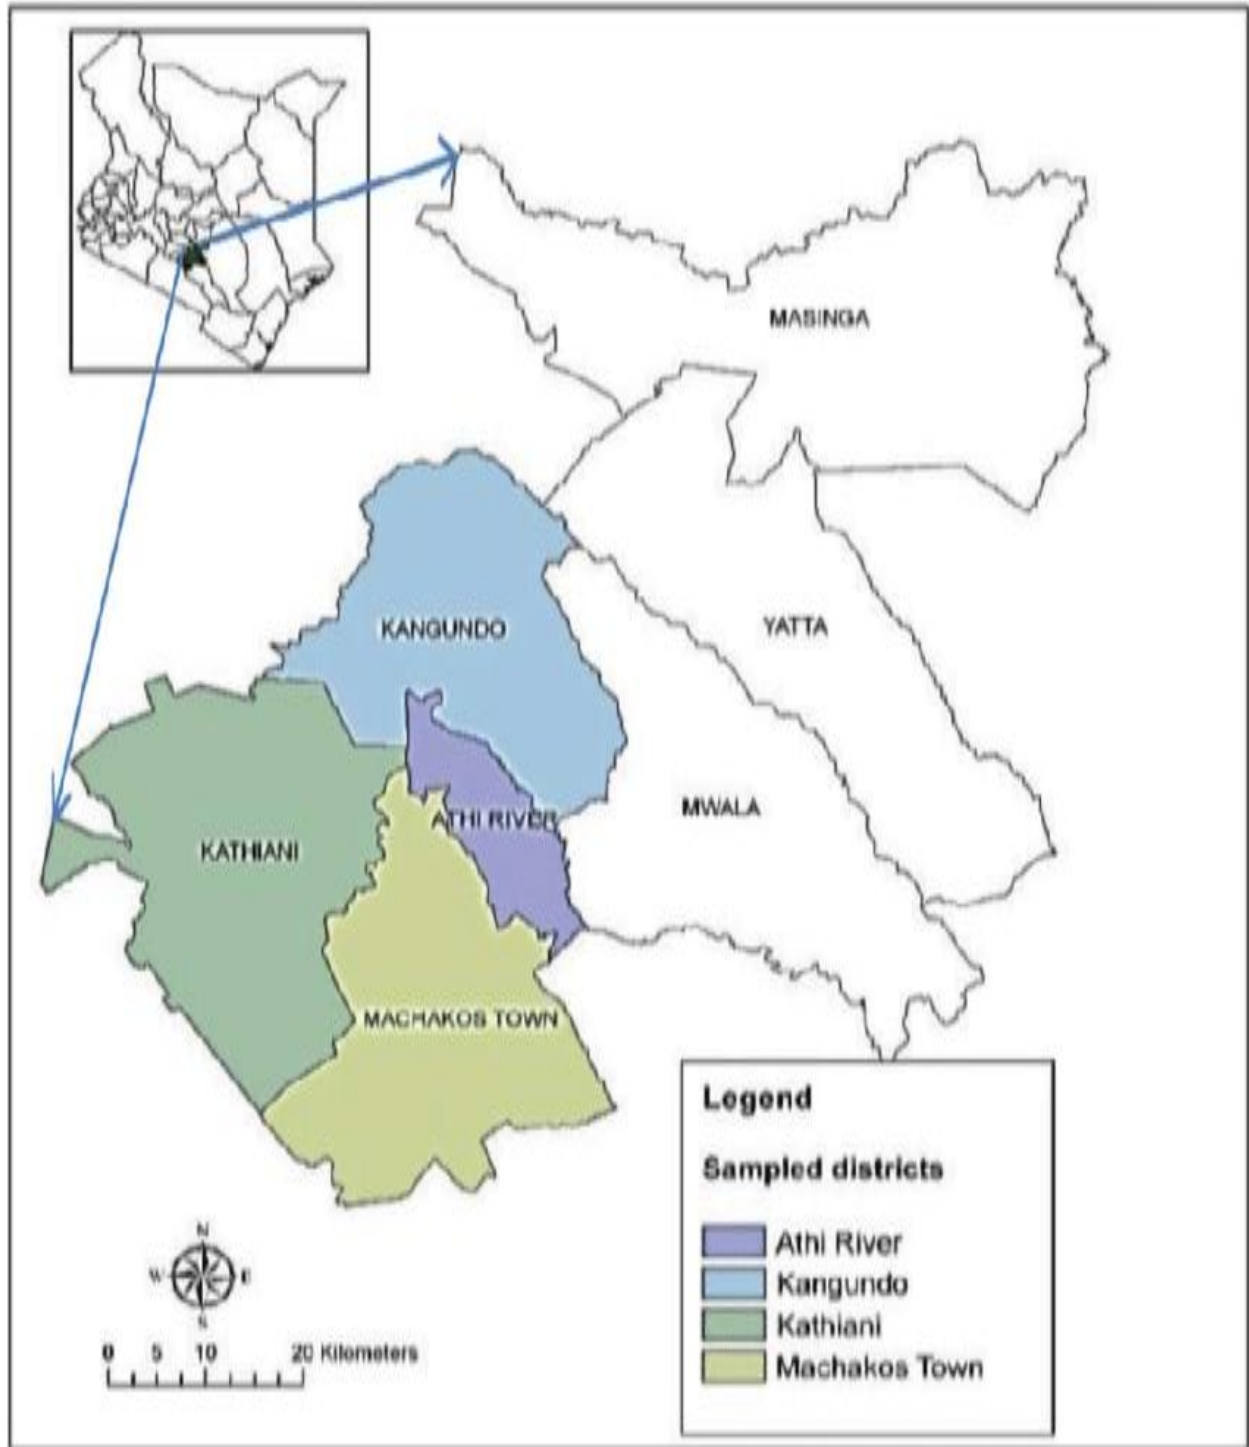 MASINGA
KANGUNDO
YATTA
MWALA
ATHI RIVER
KATHIANI
MACHAKOS TOWN
Legend
Sampled districts
Athi River
Kangundo
Kathiani
Machakos Town
N
W E
S
0 5 10 20 Kilometers